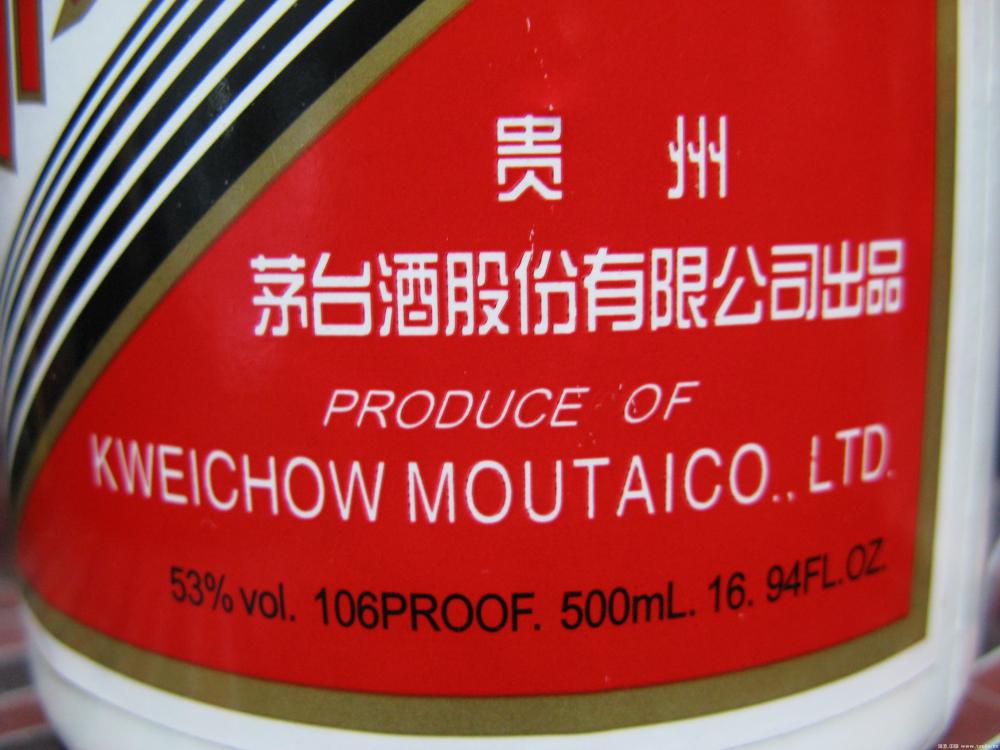 贵 州
茅台酒股份有限公司出品
PRODUCE OF
KWEICHOW MOUTAICO., LTD.
53% vol. 106PROOF. 500mL. 16. 94FL.OZ.